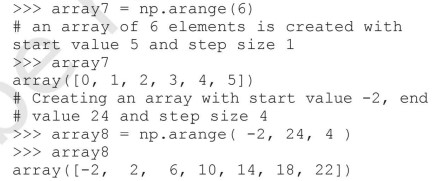 >>> array7 = np.arange(6)
# an array of 6 elements is created with
start value 5 and step size 1
>>> array7
array([0, 1, 2, 3, 4, 5])
# Creating an array with start value -2, end
# value 24 and step size 4
>>> array8 = np.arange( -2, 24, 4 )
>>> array8
array([-2,  2,  6, 10, 14, 18, 22])